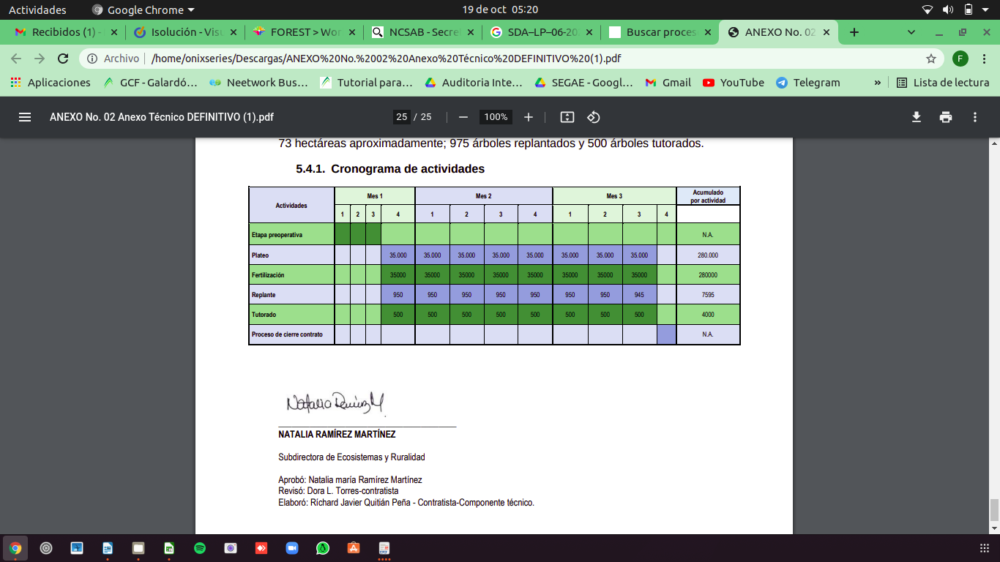 Actividades Google Chrome 19 de oct 05:20
Recibidos (1) - Isolución - Visu FOREST > Wor NCSAB - Secre SDA–LP–06-20 Buscar proces ANEXO No. 02
Archivo /home/onixseries/Descargas/ANEXO%20No.%2002%20Anexo%20Técnico%20DEFINITIVO%20(1).pdf F
Aplicaciones GCF - Galardó… Neetwork Bus… Tutorial para… Auditoria Inte… SEGAE - Googl… Gmail YouTube Telegram » Lista de lectura
ANEXO No. 02 Anexo Técnico DEFINITIVO (1).pdf 25 / 25 100%
73 hectáreas aproximadamente; 975 árboles replantados y 500 árboles tutorados.
5.4.1. Cronograma de actividades
Actividades Mes 1 Mes 2 Mes 3 Acumulado por actividad
1 2 3 4 1 2 3 4 1 2 3 4
Etapa preoperativa N.A.
Plateo 35.000 35.000 35.000 35.000 35.000 35.000 35.000 35.000 280.000
Fertilización 35000 35000 35000 35000 35000 35000 35000 35000 280000
Replante 950 950 950 950 950 950 950 945 7595
Tutorado 500 500 500 500 500 500 500 500 4000
Proceso de cierre contrato N.A.
Natalia Ramírez M
NATALIA RAMÍREZ MARTÍNEZ
Subdirectora de Ecosistemas y Ruralidad
Aprobó: Natalia maría Ramírez Martínez
Revisó: Dora L. Torres-contratista
Elaboró: Ríchard Javier Quitián Peña - Contratista-Componente técnico.